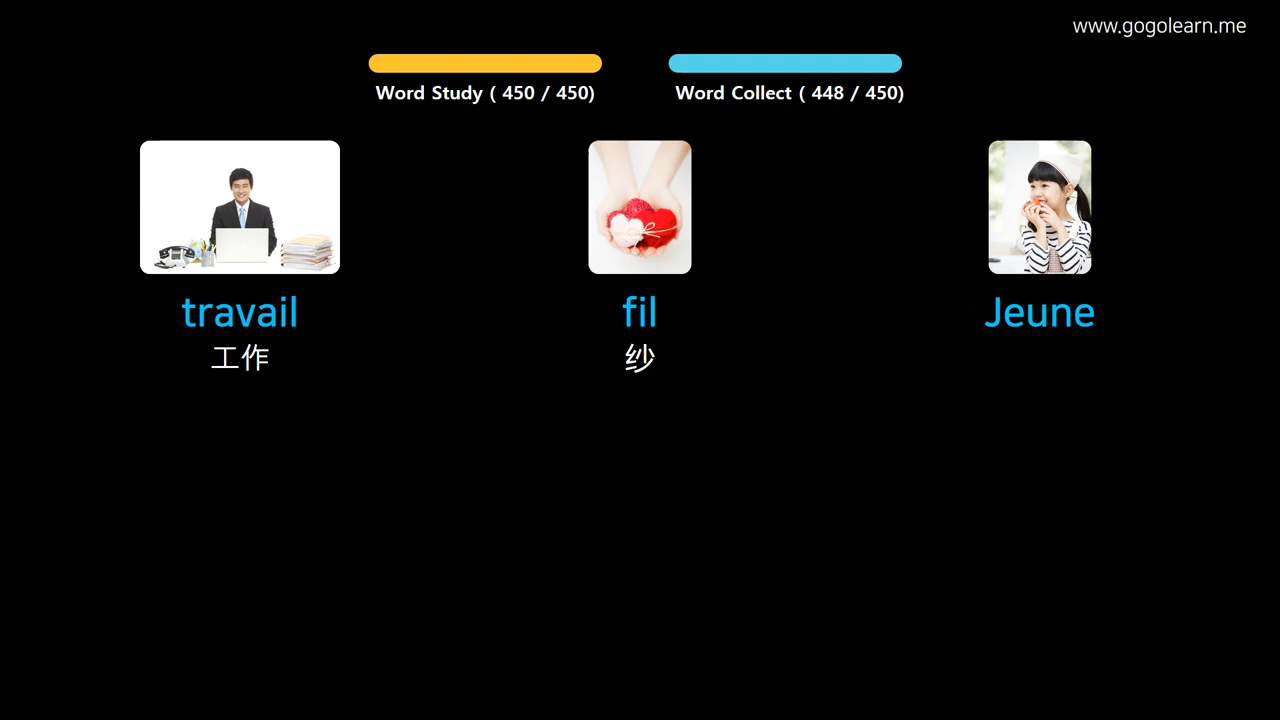 www.gogolearn.me
Word Study ( 450 / 450)
Word Collect ( 448 / 450)
travail
fil
Jeune
工作
纱